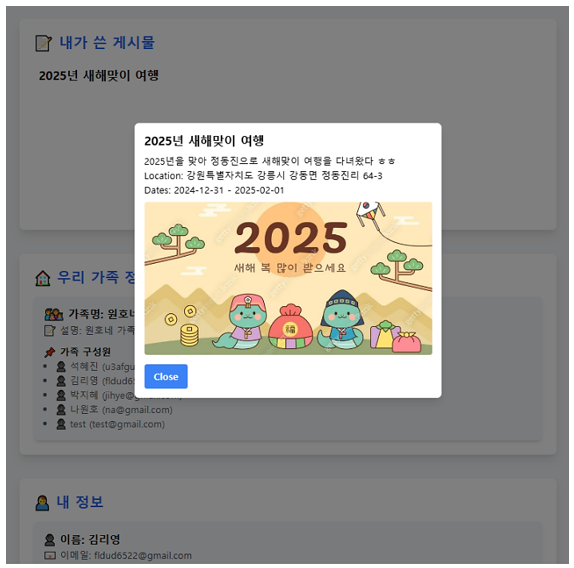 내가 쓴 게시물
2025년 새해맞이 여행
2025년 새해맞이 여행
2025년을 맞아 정동진으로 새해맞이 여행을 다녀왔다 ㅎㅎ
Location: 강원특별자치도 강릉시 강동면 정동진리 64-3
Dates: 2024-12-31 - 2025-02-01
2025
새해 복 많이 받으세요
福
Close
우리 가족 정
가족명: 원호네
설명: 원호네 가족
가족 구성원
석혜진 (u3afgu
김리영 (fldud65
박지혜 (jihye@gmail.com)
나원호 (na@gmail.com)
test (test@gmail.com)
내 정보
이름: 김리영
이메일: fldud6522@gmail.com